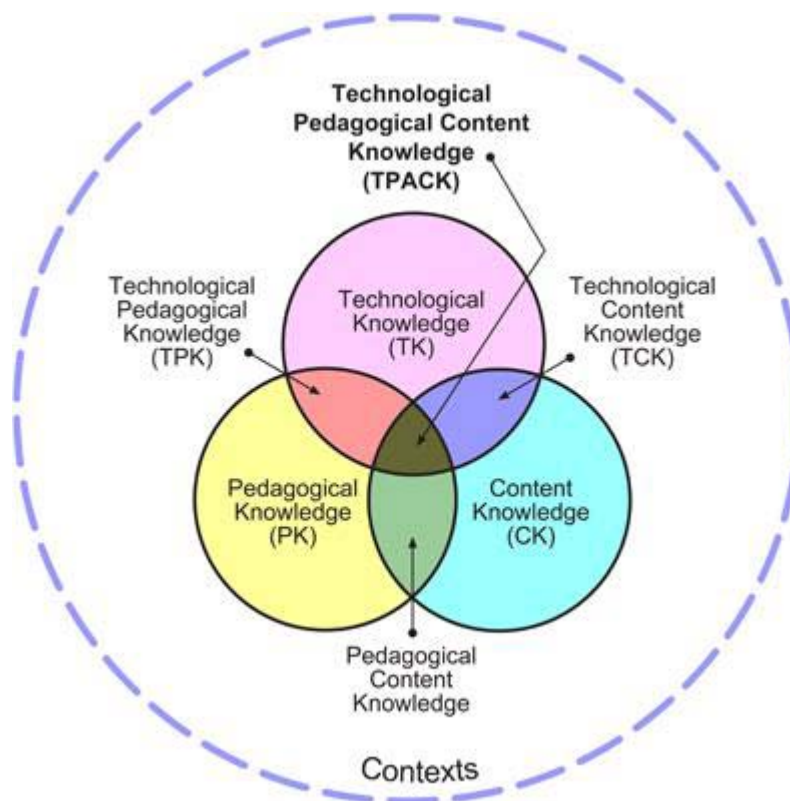 Technological
Pedagogical Content
Knowledge
(TPACK)
Technological
Pedagogical
Knowledge
(TPK)
Technological
Knowledge
(TK)
Technological
Content
Knowledge
(TCK)
Pedagogical
Knowledge
(PK)
Content
Knowledge
(CK)
Pedagogical
Content
Knowledge
Contexts